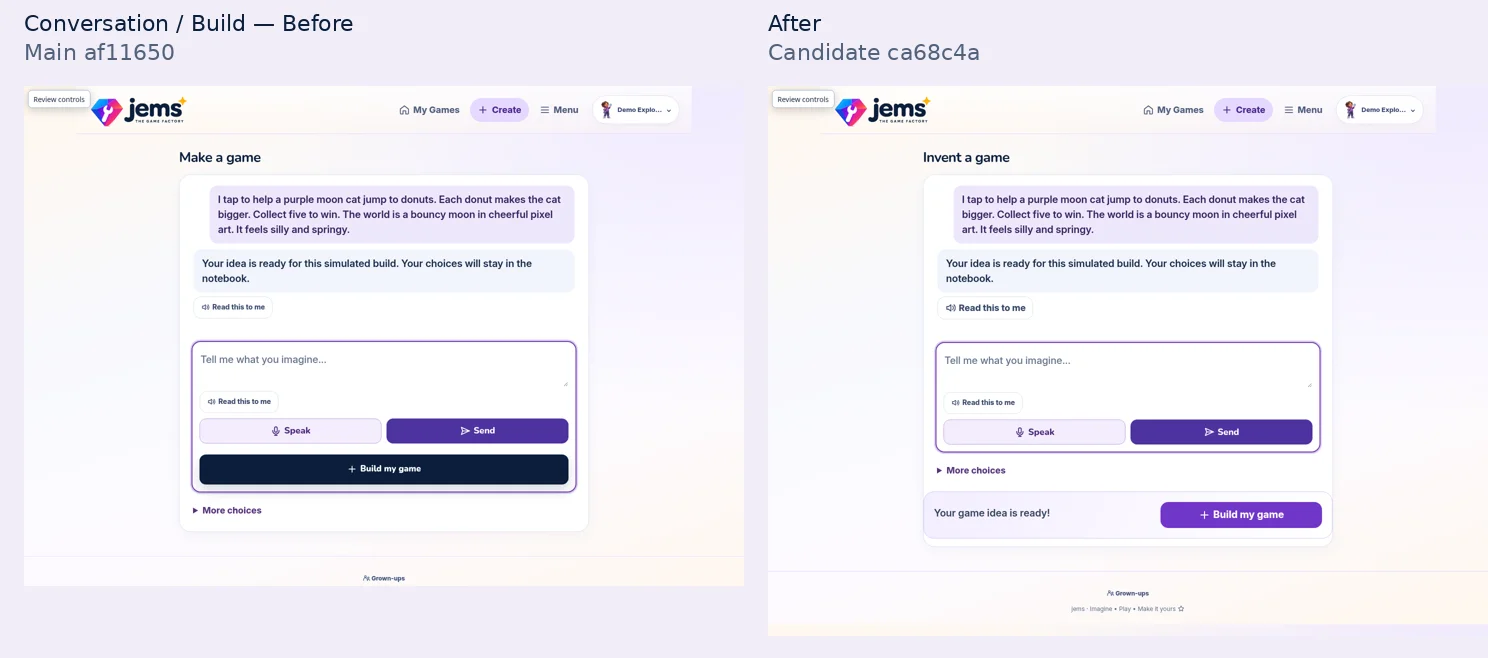 Conversation / Build — Before
Main af11650
Review controls
jems
THE GAME FACTORY
My Games
+ Create
Menu
Demo Explo...
Make a game
I tap to help a purple moon cat jump to donuts. Each donut makes the cat
bigger. Collect five to win. The world is a bouncy moon in cheerful pixel
art. It feels silly and springy.
Your idea is ready for this simulated build. Your choices will stay in the
notebook.
Read this to me
Tell me what you imagine...
Read this to me
Speak
Send
+ Build my game
More choices
Grown-ups
After
Candidate ca68c4a
Review controls
jems
THE GAME FACTORY
My Games
+ Create
Menu
Demo Explo...
Invent a game
I tap to help a purple moon cat jump to donuts. Each donut makes the cat
bigger. Collect five to win. The world is a bouncy moon in cheerful pixel
art. It feels silly and springy.
Your idea is ready for this simulated build. Your choices will stay in the
notebook.
Read this to me
Tell me what you imagine...
Read this to me
Speak
Send
More choices
Your game idea is ready!
+ Build my game
Grown-ups
jems · Imagine • Play • Make it yours